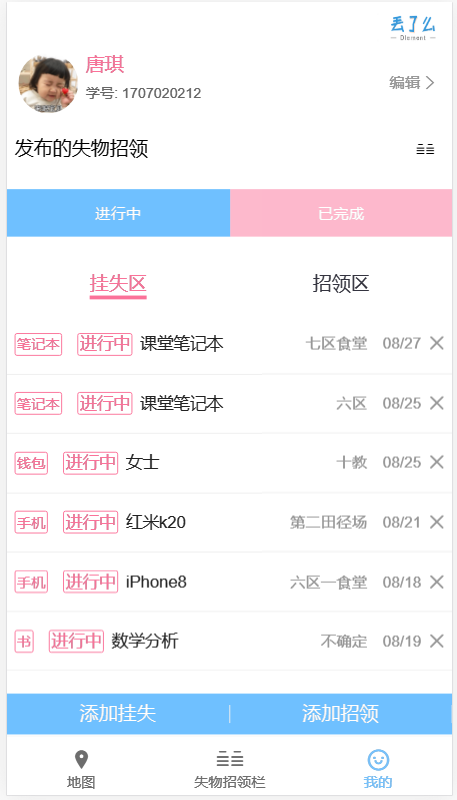 丢了么
Diament
唐琪
学号: 1707020212
编辑
发布的失物招领
进行中 已完成
挂失区 招领区
笔记本 进行中 课堂笔记本 七区食堂 08/27
笔记本 进行中 课堂笔记本 六区 08/25
钱包 进行中 女士 十教 08/25
手机 进行中 红米k20 第二田径场 08/21
手机 进行中 iPhone8 六区一食堂 08/18
书 进行中 数学分析 不确定 08/19
添加挂失 添加招领
地图 失物招领栏 我的